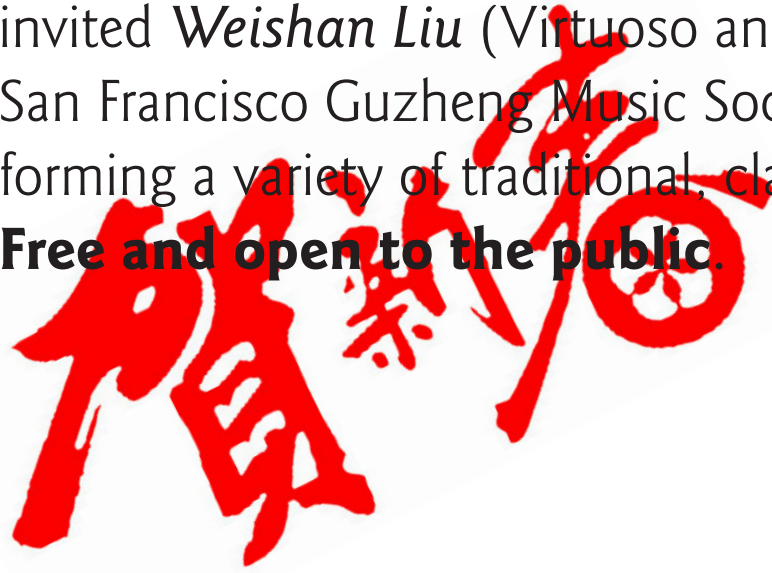 invited Weishan Liu (Virtuoso an
San Francisco Guzheng Music Soc
forming a variety of traditional, cla
Free and open to the public.
賀新春